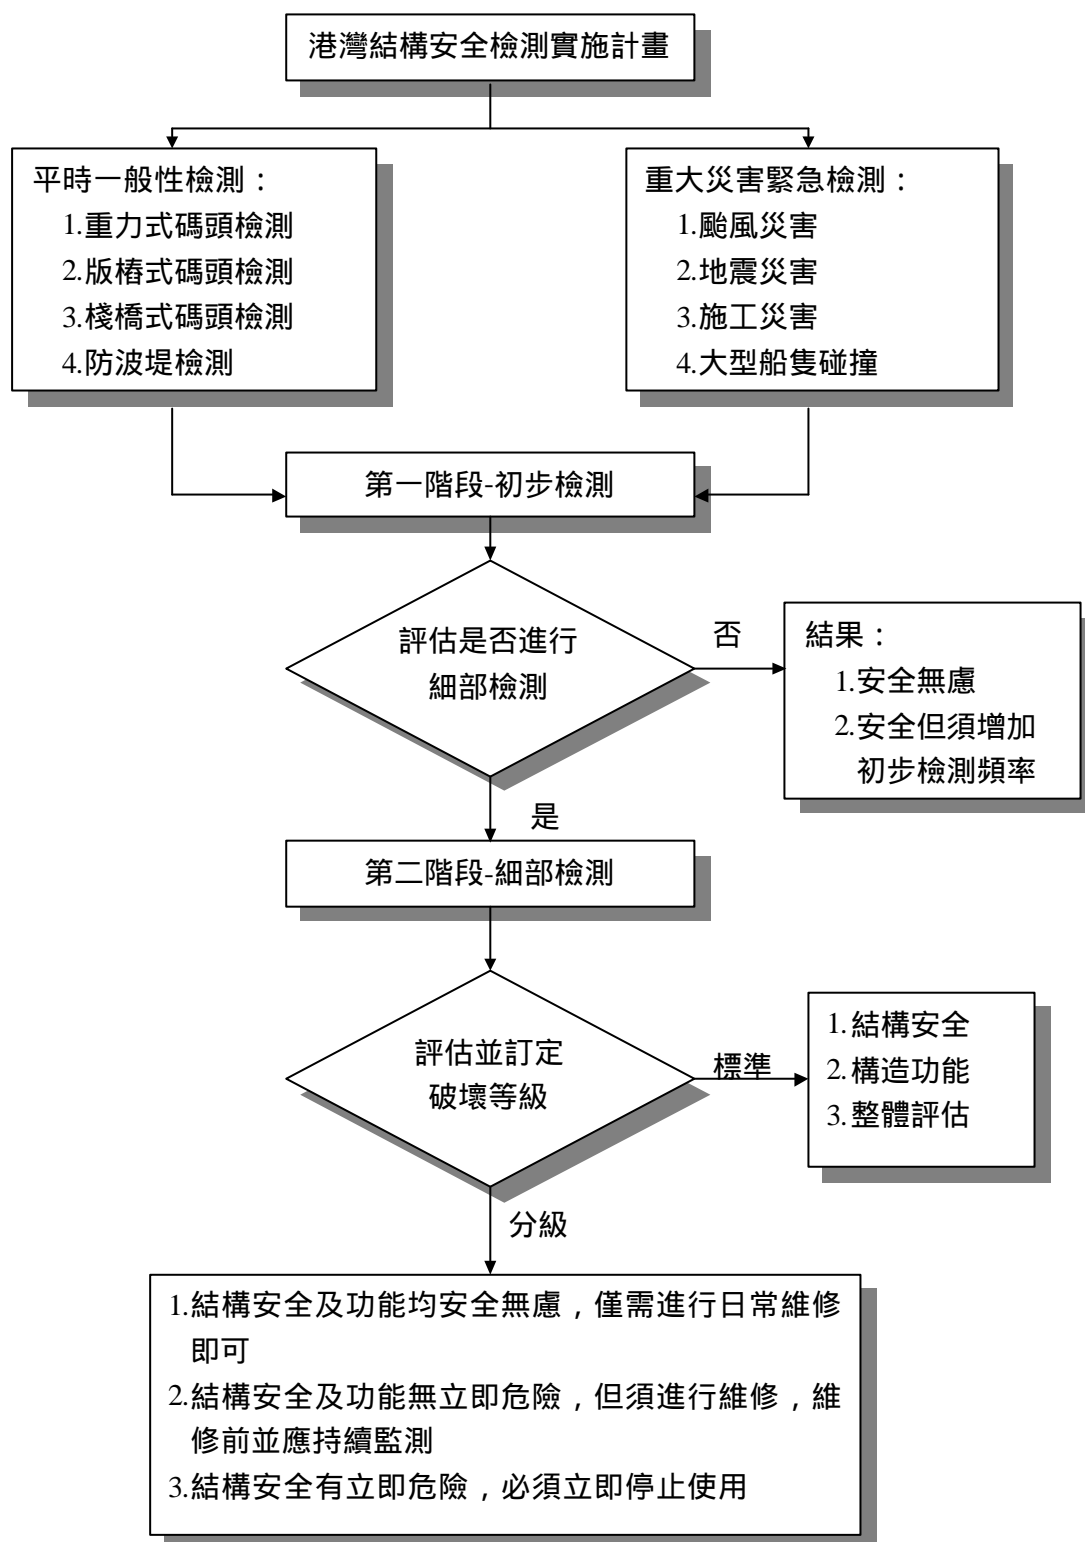 港灣結構安全檢測實施計畫
平時一般性檢測：
1.重力式碼頭檢測
2.版樁式碼頭檢測
3.棧橋式碼頭檢測
4.防波堤檢測
重大災害緊急檢測：
1.颱風災害
2.地震災害
3.施工災害
4.大型船隻碰撞
第一階段-初步檢測
評估是否進行
細部檢測
否
結果：
1.安全無慮
2.安全但須增加
初步檢測頻率
是
第二階段-細部檢測
評估並訂定
破壞等級
標準
1.結構安全
2.構造功能
3.整體評估
分級
1.結構安全及功能均安全無慮，僅需進行日常維修
即可
2.結構安全及功能無立即危險，但須進行維修，維
修前並應持續監測
3.結構安全有立即危險，必須立即停止使用